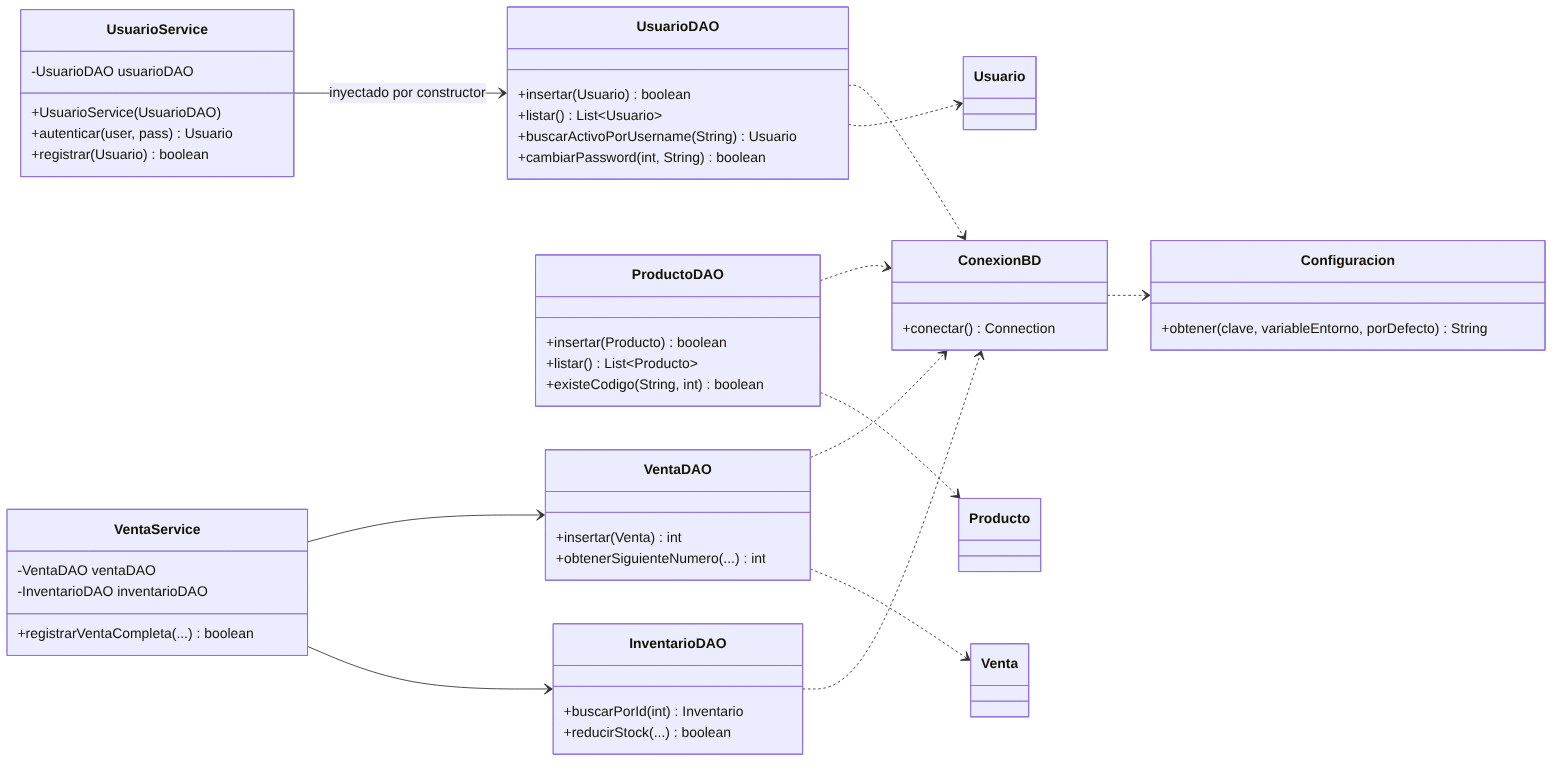 UsuarioService
-UsuarioDAO usuarioDAO
+UsuarioService(UsuarioDAO)
+autenticar(user, pass) : Usuario
+registrar(Usuario) : boolean
inyectado por constructor
UsuarioDAO
+insertar(Usuario) : boolean
+listar() : List<Usuario>
+buscarActivoPorUsername(String) : Usuario
+cambiarPassword(int, String) : boolean
Usuario
ProductoDAO
+insertar(Producto) : boolean
+listar() : List<Producto>
+existeCodigo(String, int) : boolean
ConexionBD
+conectar() : Connection
Configuracion
+obtener(clave, variableEntorno, porDefecto) : String
VentaService
-VentaDAO ventaDAO
-InventarioDAO inventarioDAO
+registrarVentaCompleta(...) : boolean
VentaDAO
+insertar(Venta) : int
+obtenerSiguienteNumero(...) : int
Producto
InventarioDAO
+buscarPorId(int) : Inventario
+reducirStock(...) : boolean
Venta